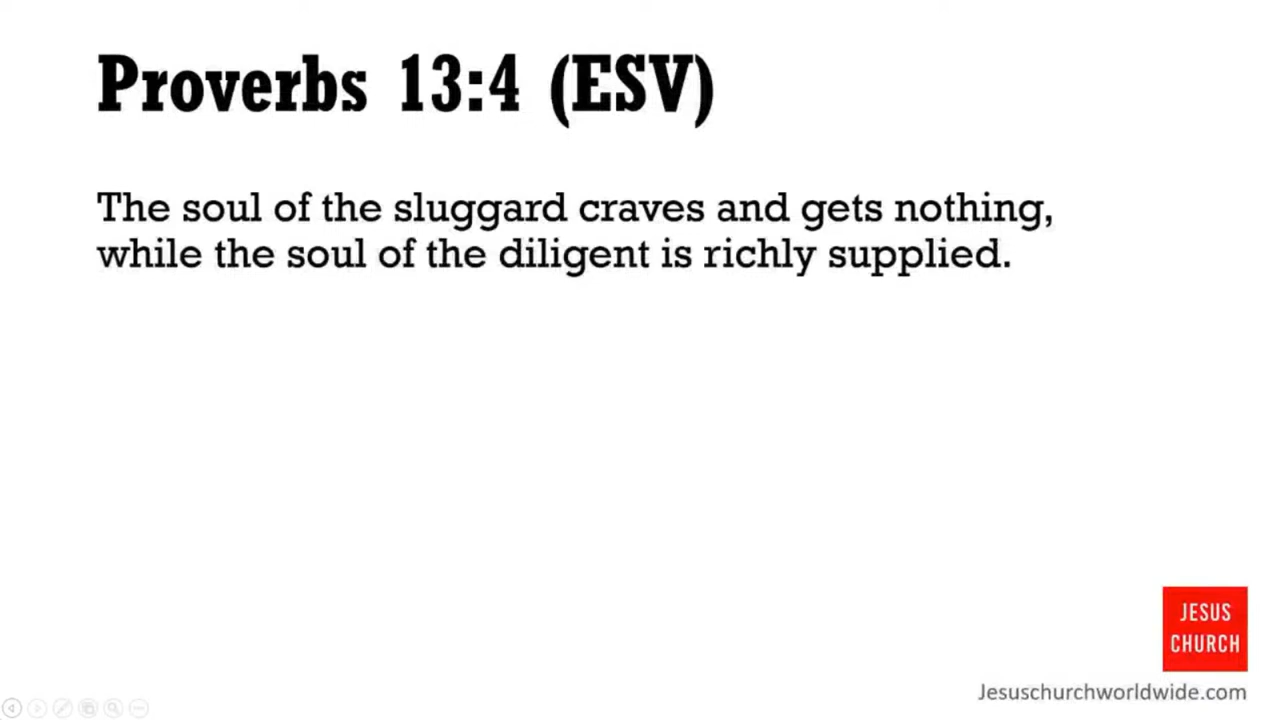 Proverbs 13:4 (ESV)
The soul of the sluggard craves and gets nothing,
while the soul of the diligent is richly supplied.
JESUS
CHURCH
Jesuschurchworldwide.com